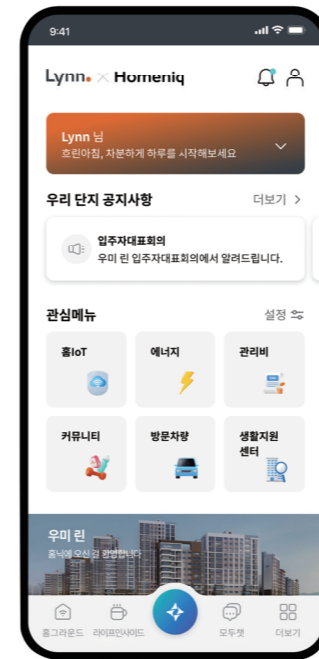 9:41
Lynn. × Homeniq
Lynn 님
흐린아침, 차분하게 하루를 시작해보세요
우리 단지 공지사항 더보기 >
입주자대표회의
우미 린 입주자대표회의에서 알려드립니다.
관심메뉴 설정
홈IoT 에너지 관리비
커뮤니티 방문차량 생활지원
센터
우미 린
홈닉에 오신 걸 환영합니다
홈그라운드 라이프인사이드 모두챗 더보기